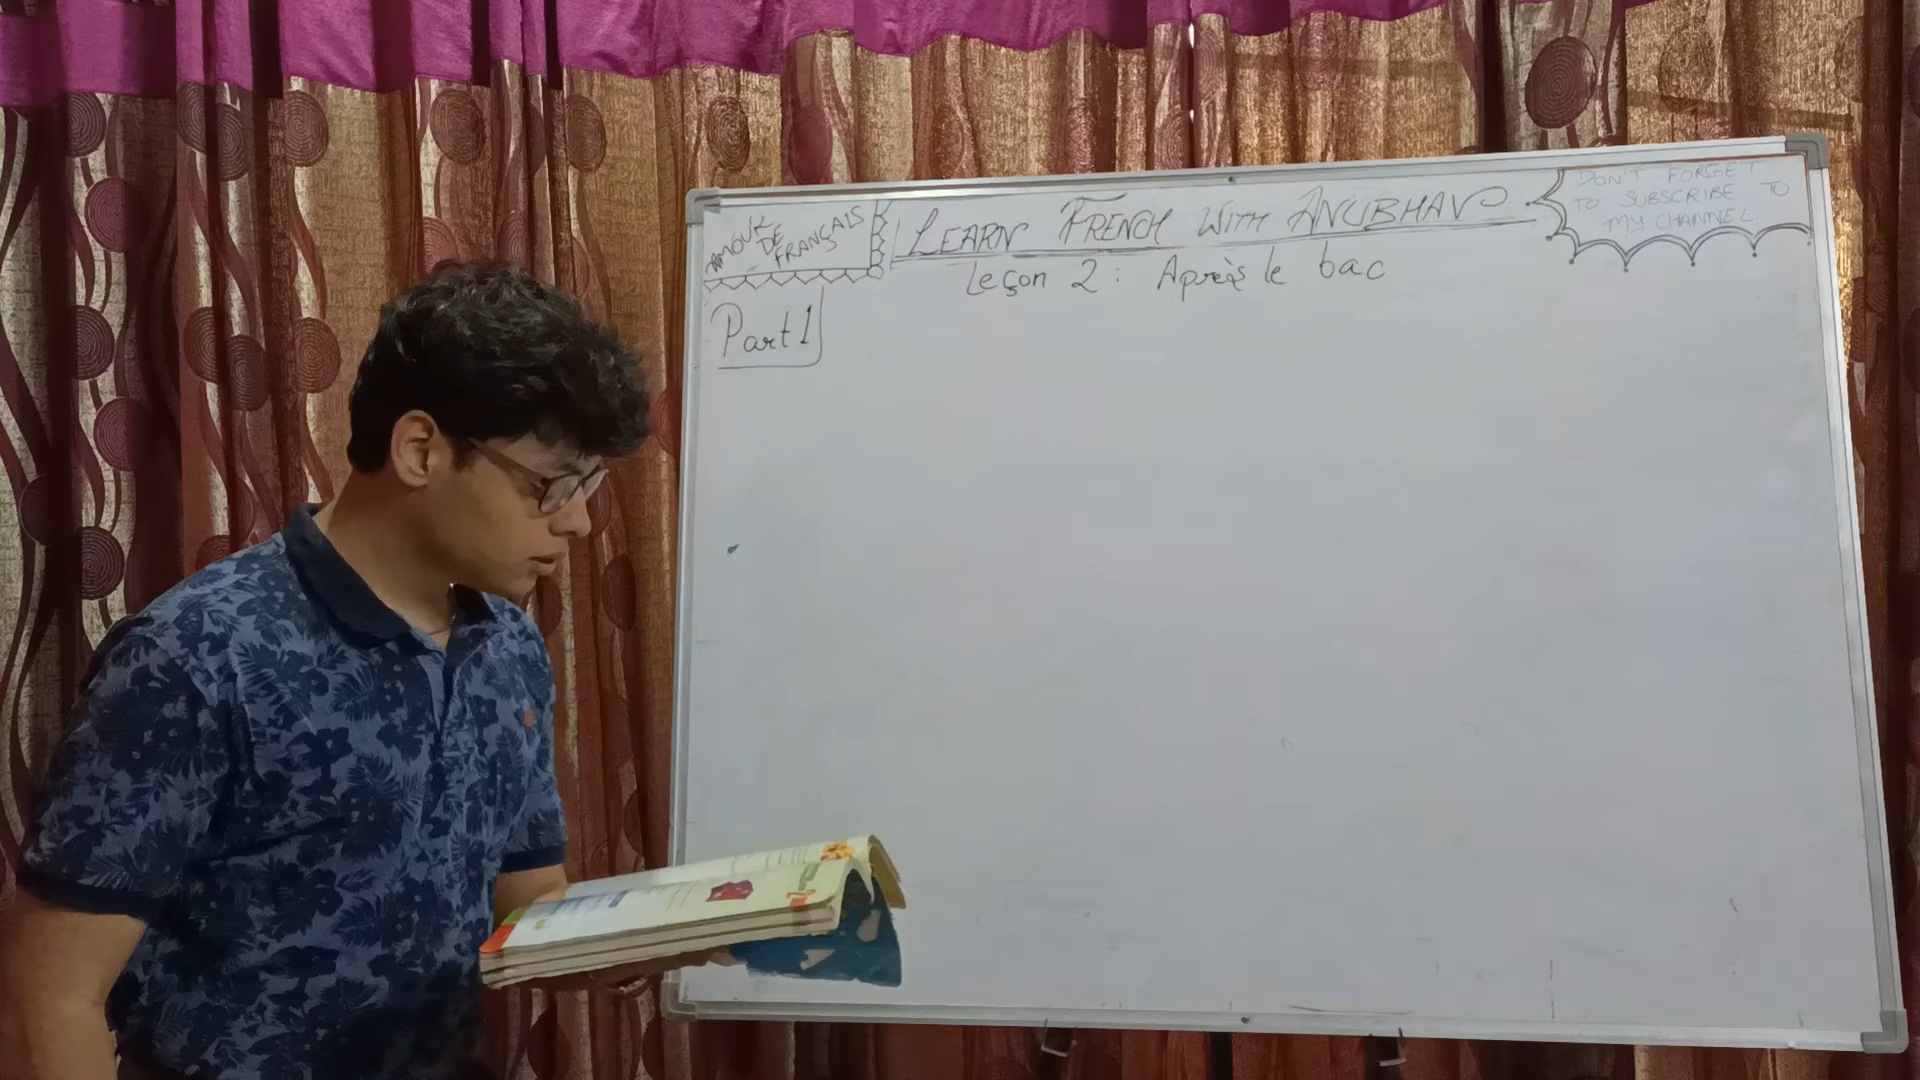 AMOUR
DE
FRANÇAIS
LEARN FRENCH WITH ANUBHAV
DON'T FORGET
TO SUBSCRIBE TO
MY CHANNEL
Leçon 2 : Après le bac
Part 1